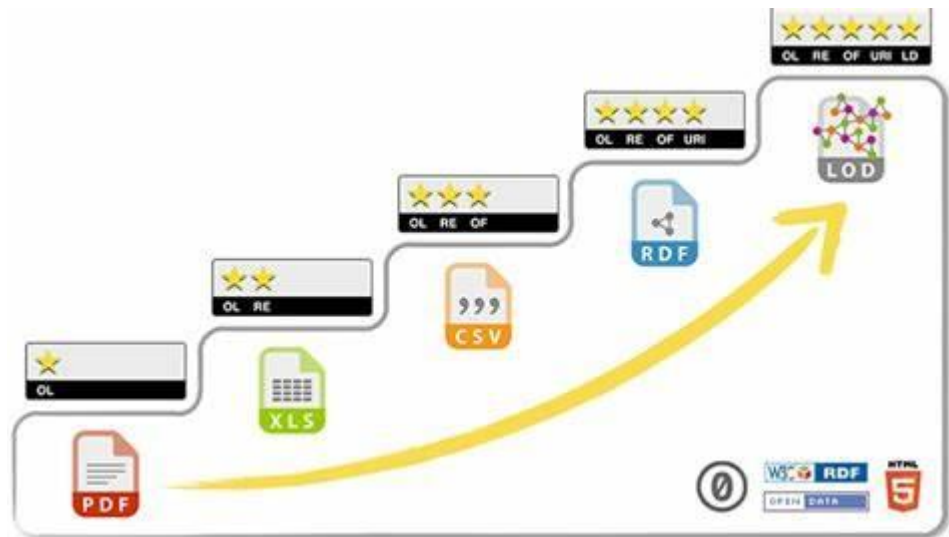 OL RE OF URI LD
OL RE OF URI
LOD
OL RE OF
RDF
OL RE
CSV
OL
XLS
PDF
0
W3C RDF
HTML
5
OPEN DATA